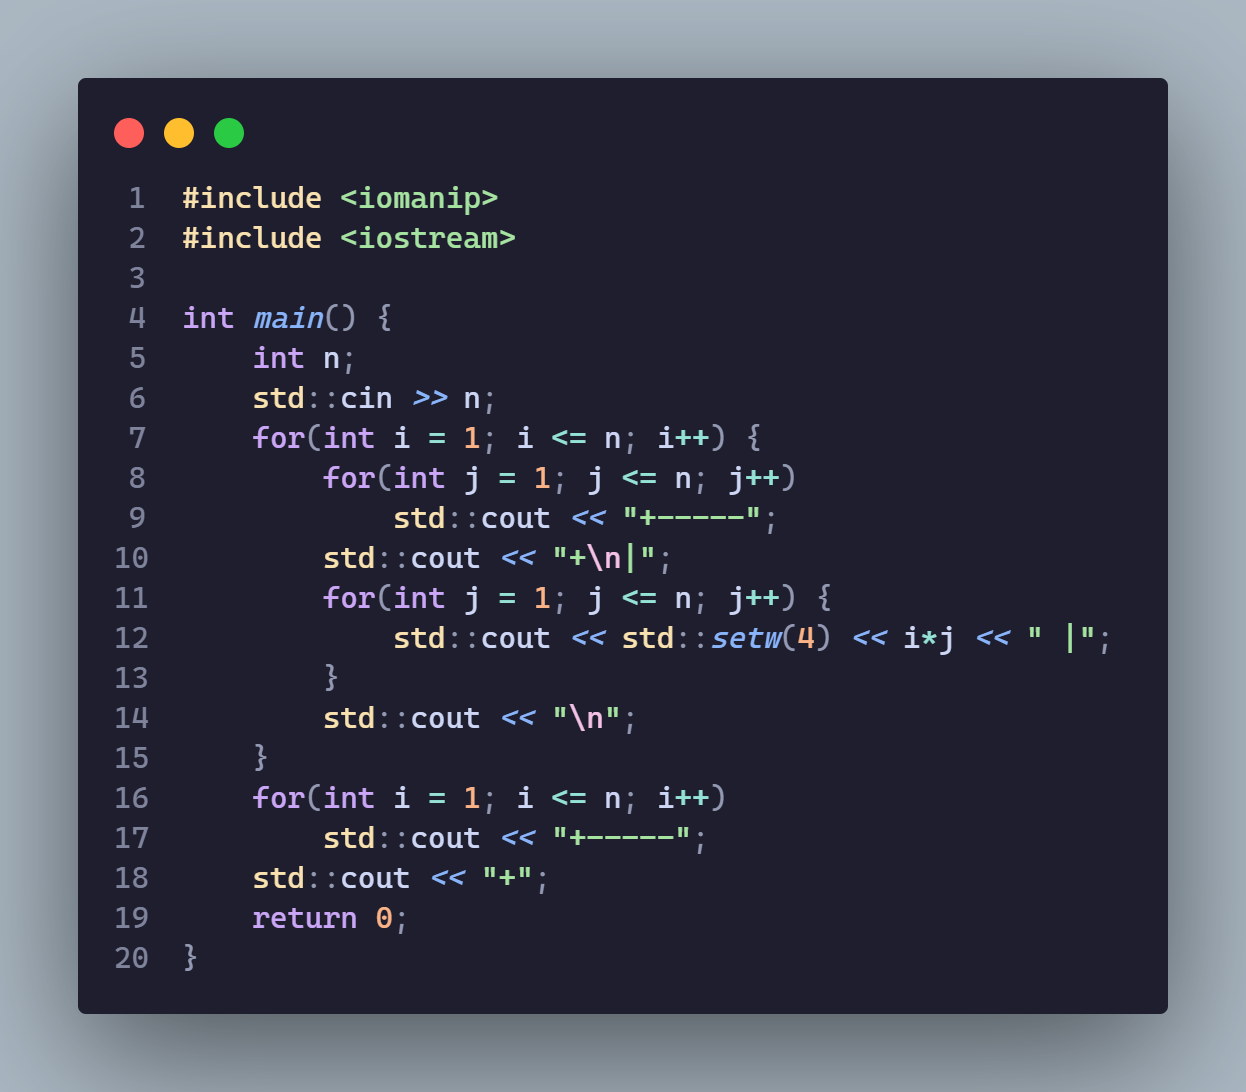 1 #include <iomanip>
2 #include <iostream>
3
4 int main() {
5     int n;
6     std::cin >> n;
7     for(int i = 1; i <= n; i++) {
8         for(int j = 1; j <= n; j++)
9             std::cout << "+-----";
10         std::cout << "+\n|";
11         for(int j = 1; j <= n; j++) {
12             std::cout << std::setw(4) << i*j << " |";
13         }
14         std::cout << "\n";
15     }
16     for(int i = 1; i <= n; i++)
17         std::cout << "+-----";
18     std::cout << "+";
19     return 0;
20 }